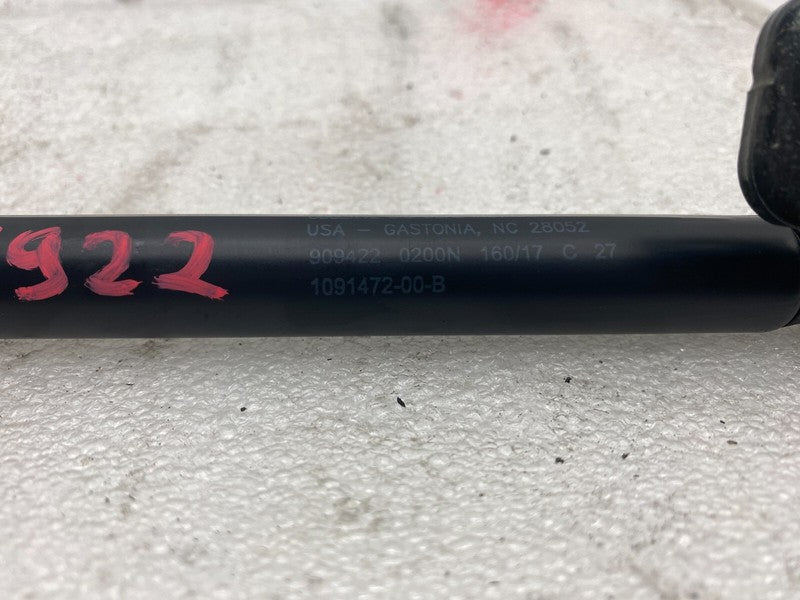 USA - GASTONIA, NC 28052
909422 0200N 160/17 C 27
1091472-00-B
922